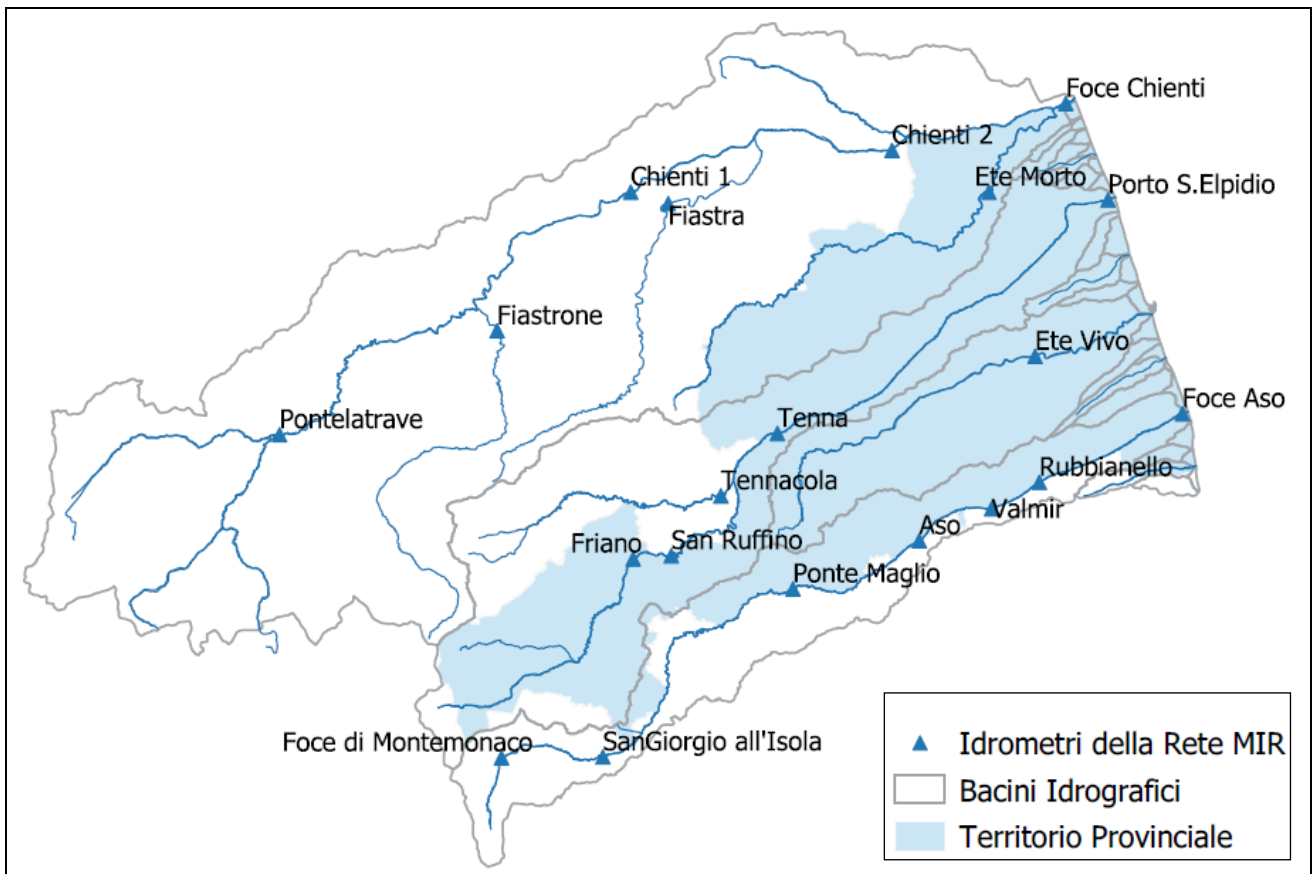 Foce Chienti
Chienti 2
Chienti 1
Ete Morto
Porto S.Elpidio
Fiastra
Fiastrone
Ete Vivo
Foce Aso
Pontelatrave
Tenna
Rubbianello
Tennacola
Valmir
Aso
Friano
San Ruffino
Ponte Maglio
Foce di Montemonaco
SanGiorgio all'Isola
Idrometri della Rete MIR
Bacini Idrografici
Territorio Provinciale